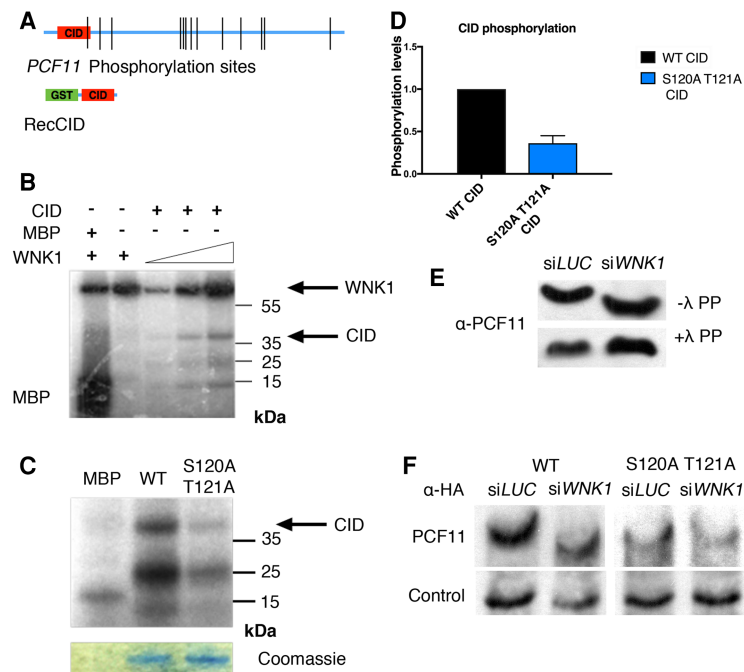 A
CID
PCF11 Phosphorylation sites
GST CID
RecCID
B
CID - - + + +
MBP + - - - -
WNK1 + +
WNK1
55
CID
35
25
15
MBP
kDa
C
MBP WT S120A T121A
CID
35
25
15
kDa
Coomassie
D
CID phosphorylation
Phosphorylation levels
1.5
1.0
0.5
0.0
WT CID
S120A T121A
CID
WT CID
S120A T121A
CID
E
siLUC siWNK1
α-PCF11
-λ PP
+λ PP
F
WT S120A T121A
α-HA siLUC siWNK1 siLUC siWNK1
PCF11
Control